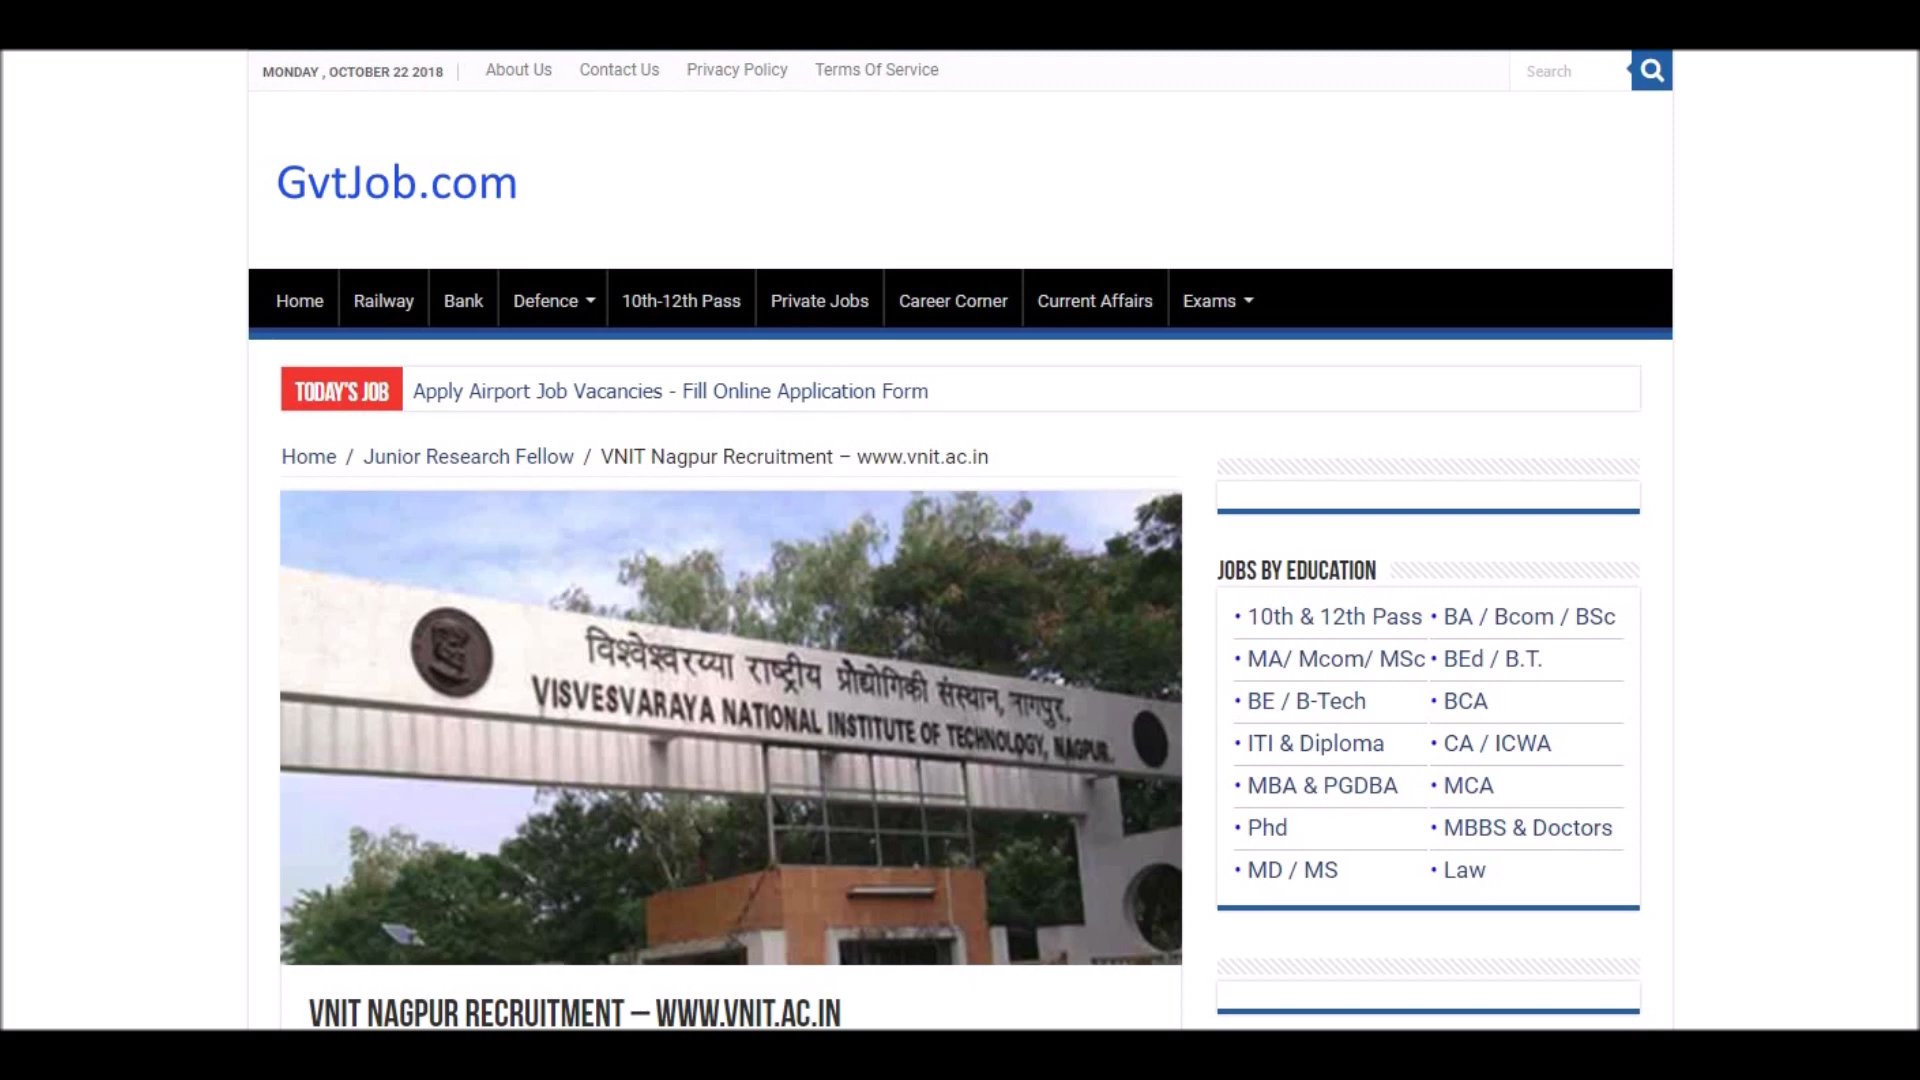 MONDAY , OCTOBER 22 2018 About Us Contact Us Privacy Policy Terms Of Service Search
GvtJob.com
Home Railway Bank Defence 10th-12th Pass Private Jobs Career Corner Current Affairs Exams
TODAY'S JOB Apply Airport Job Vacancies - Fill Online Application Form
Home / Junior Research Fellow / VNIT Nagpur Recruitment – www.vnit.ac.in
विश्वेश्वरय्या राष्ट्रीय प्रौद्योगिकी संस्थान, नागपुर.
VISVESVARAYA NATIONAL INSTITUTE OF TECHNOLOGY, NAGPUR.
VNIT NAGPUR RECRUITMENT – WWW.VNIT.AC.IN
JOBS BY EDUCATION
• 10th & 12th Pass • BA / Bcom / BSc
• MA/ Mcom/ MSc • BEd / B.T.
• BE / B-Tech • BCA
• ITI & Diploma • CA / ICWA
• MBA & PGDBA • MCA
• Phd • MBBS & Doctors
• MD / MS • Law